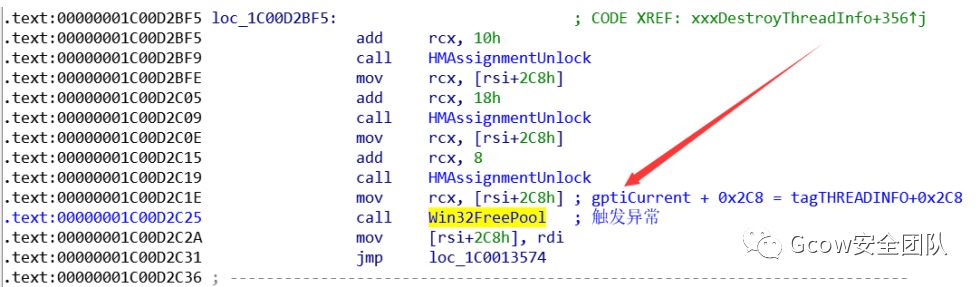 .text:00000001C00D2BF5 loc_1C00D2BF5: ; CODE XREF: xxxDestroyThreadInfo+356↑j
.text:00000001C00D2BF5 add rcx, 10h
.text:00000001C00D2BF9 call HMAssignmentUnlock
.text:00000001C00D2BFE mov rcx, [rsi+2C8h]
.text:00000001C00D2C05 add rcx, 18h
.text:00000001C00D2C09 call HMAssignmentUnlock
.text:00000001C00D2C0E mov rcx, [rsi+2C8h]
.text:00000001C00D2C15 add rcx, 8
.text:00000001C00D2C19 call HMAssignmentUnlock
.text:00000001C00D2C1E mov rcx, [rsi+2C8h] ; gptiCurrent + 0x2C8 = tagTHREADINFO+0x2C8
.text:00000001C00D2C25 call Win32FreePool ; 触发异常
.text:00000001C00D2C2A mov [rsi+2C8h], rdi
.text:00000001C00D2C31 jmp loc_1C0013574
.text:00000001C00D2C36 ; ---------------------------------------------------------------------------
Gcow安全团队